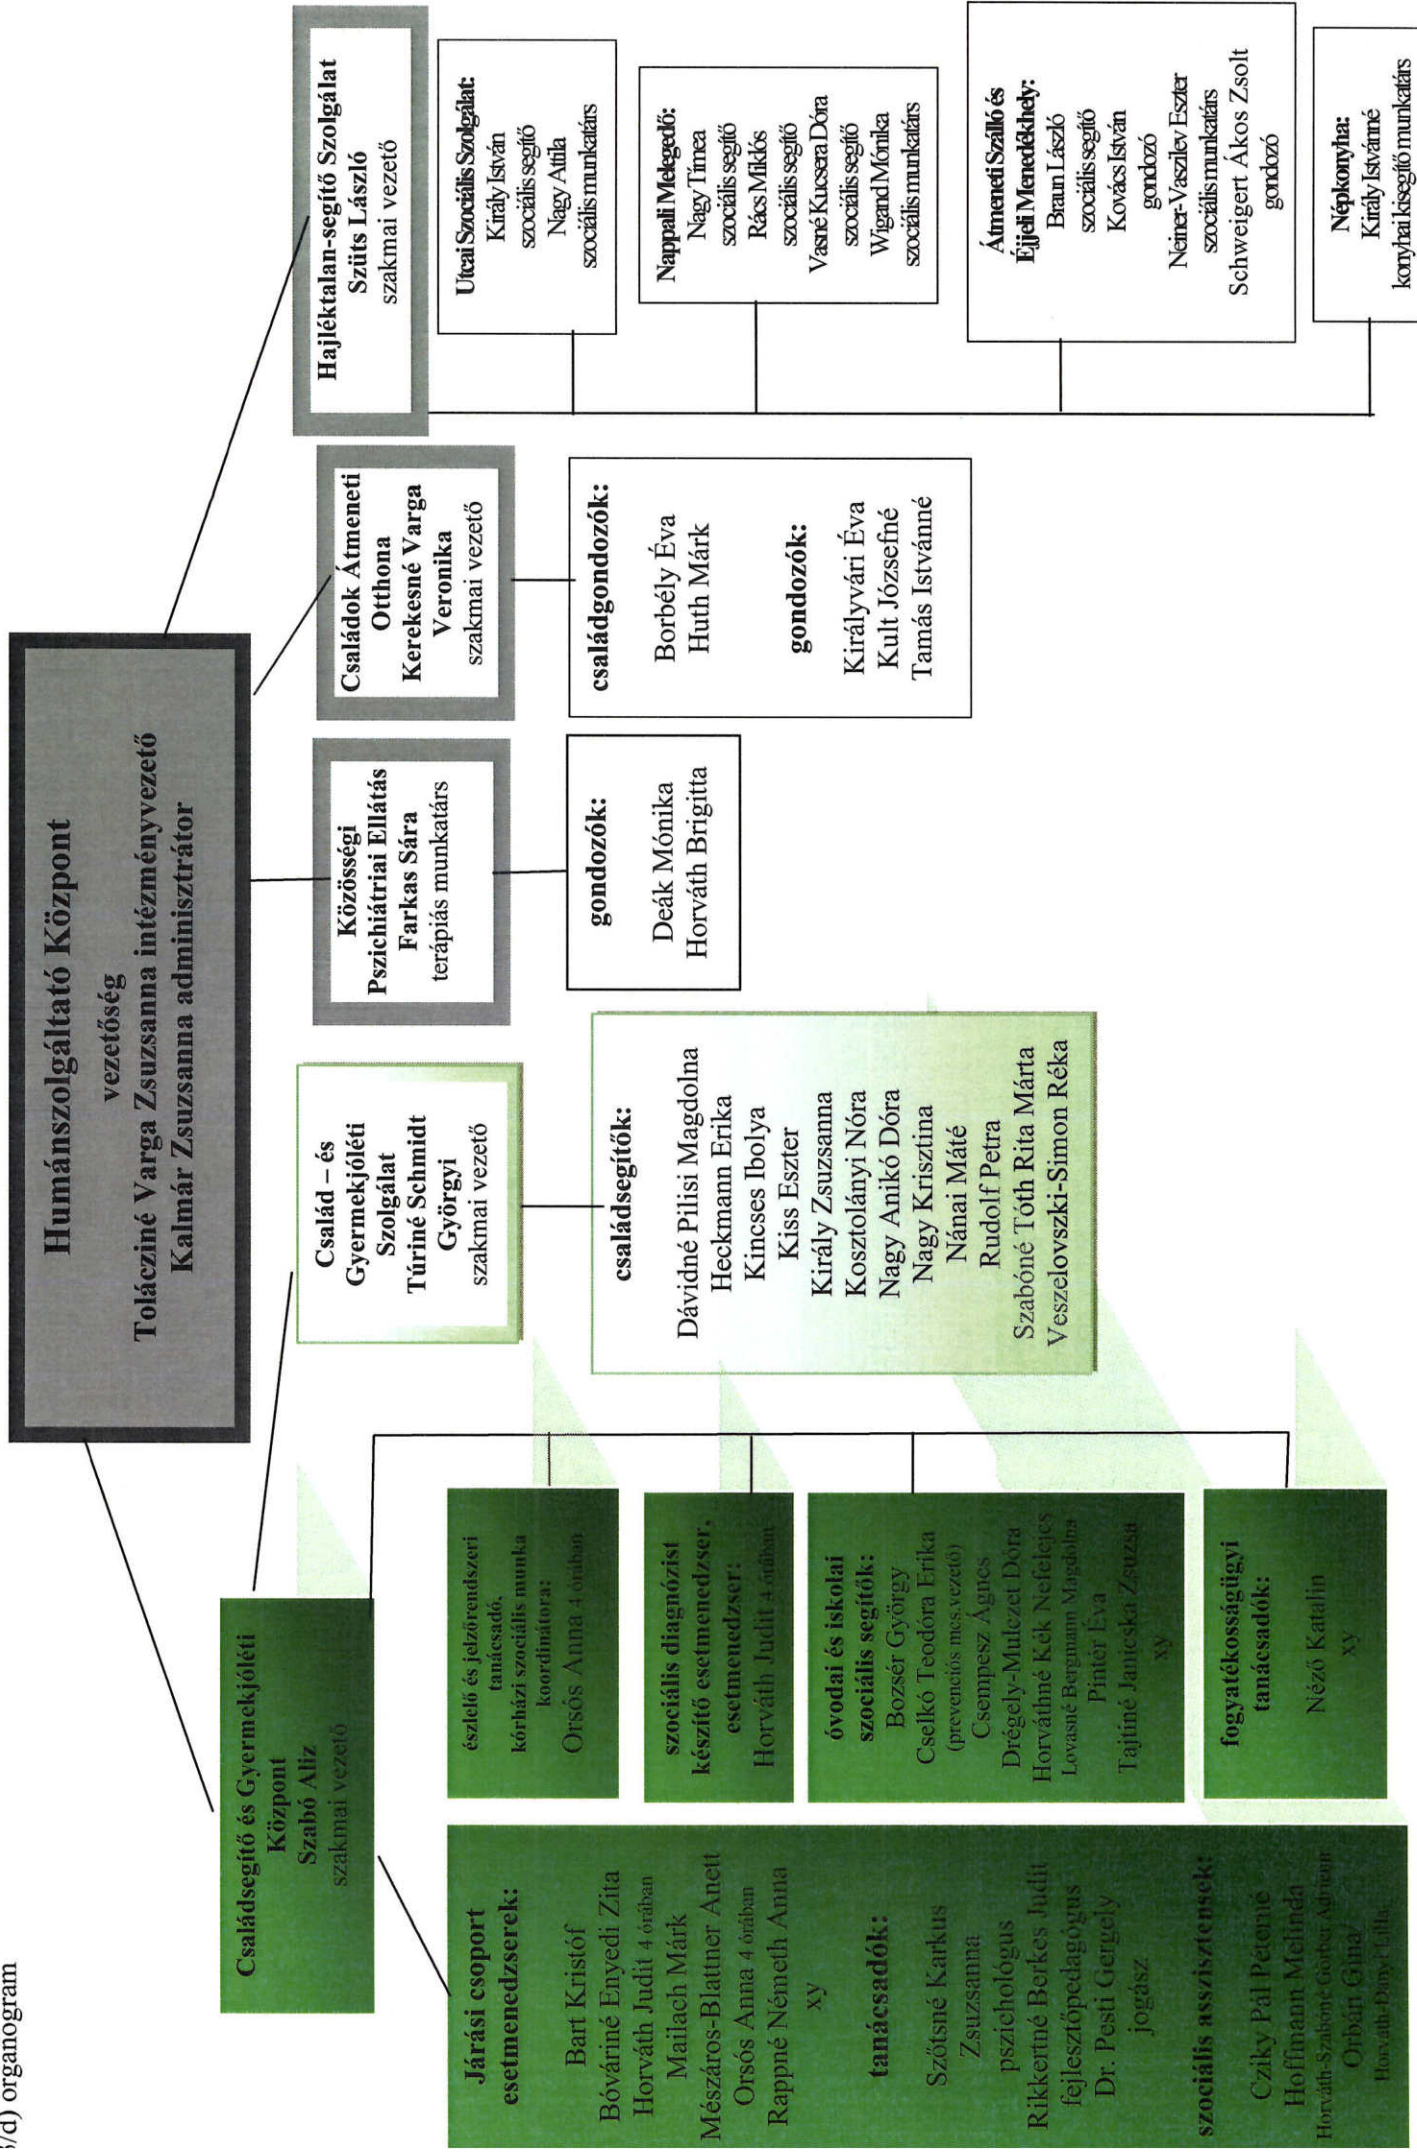 /d) organogram
Humánszolgáltató Központ
vezetőség
Tolácziné Varga Zsuzsanna intézményvezető
Kalmár Zsuzsanna adminisztrátor
Családsegítő és Gyermekjóléti
Központ
Szabó Aliz
szakmai vezető
Család – és
Gyermekjóléti
Szolgálat
Túriné Schmidt
Györgyi
szakmai vezető
Közösségi
Pszichiátriai Ellátás
Farkas Sára
terápiás munkatárs
Családok Átmeneti
Otthona
Kerekesné Varga
Veronika
szakmai vezető
Hajléktalan-segítő Szolgálat
Szüts László
szakmai vezető
Járási csoport
esetmenedzserek:
Bart Kristóf
Bóváriné Enyedi Zita
Horváth Judit 4 órában
Mailach Márk
Mészáros-Blattner Anett
Orsós Anna 4 órában
Rappné Németh Anna
xy
tanácsadók:
Szőtsné Karkus
Zsuzsanna
pszichológus
Rikkertné Berkes Judit
fejlesztőpedagógus
Dr. Pesti Gergely
jogász
szociális asszisztensek:
Cziky Pál Péterné
Hoffmann Melinda
Horváth-Szabóné Görber Adrienn
Orbán Gina
Horváth-Dányi Lilla
észlelő és jelzőrendszeri
tanácsadó,
kórházi szociális munka
koordinátora:
Orsós Anna 4 órában
szociális diagnózist
készítő esetmenedzser,
esetmenedzser:
Horváth Judit 4 órában
óvodai és iskolai
szociális segítők:
Bozsér György
Cselkó Teodóra Erika
(prevenciós mcs.vezető)
Csempesz Ágnes
Drégely-Mulczet Dóra
Horváthné Kék Nefelejcs
Lovasné Bergmann Magdolna
Pintér Éva
Tajtiné Janicska Zsuzsa
xy
fogyatékosságügyi
tanácsadók:
Néző Katalin
xy
családsegítők:
Dávidné Pilisi Magdolna
Heckmann Erika
Kincses Ibolya
Kiss Eszter
Király Zsuzsanna
Kosztolányi Nóra
Nagy Anikó Dóra
Nagy Krisztina
Nánai Máté
Rudolf Petra
Szabóné Tóth Rita Márta
Veszelovszki-Simon Réka
gondozók:
Deák Mónika
Horváth Brigitta
családgondozók:
Borbély Éva
Huth Márk
gondozók:
Királyvári Éva
Kult Józsefné
Tamás Istvánné
Utcai Szociális Szolgálat:
Király István
szociális segítő
Nagy Attila
szociális munkatárs
Nappali Melegedő:
Nagy Tímea
szociális segítő
Rács Miklós
szociális segítő
Vasné Kucsera Dóra
szociális segítő
Wigand Mónika
szociális munkatárs
Átmeneti Szálló és
Éjjeli Menedékhely:
Braun László
szociális segítő
Kovács István
gondozó
Neiner-Vaszilev Eszter
szociális munkatárs
Schweigert Ákos Zsolt
gondozó
Népkonyha:
Király Istvánné
konyhai kisegítő munkatárs